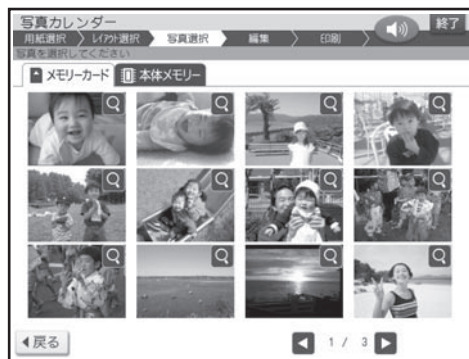 写真カレンダー
終了
用紙選択 レイアウト選択 写真選択 編集 印刷
写真を選択してください
メモリーカード 本体メモリー
戻る
1 / 3